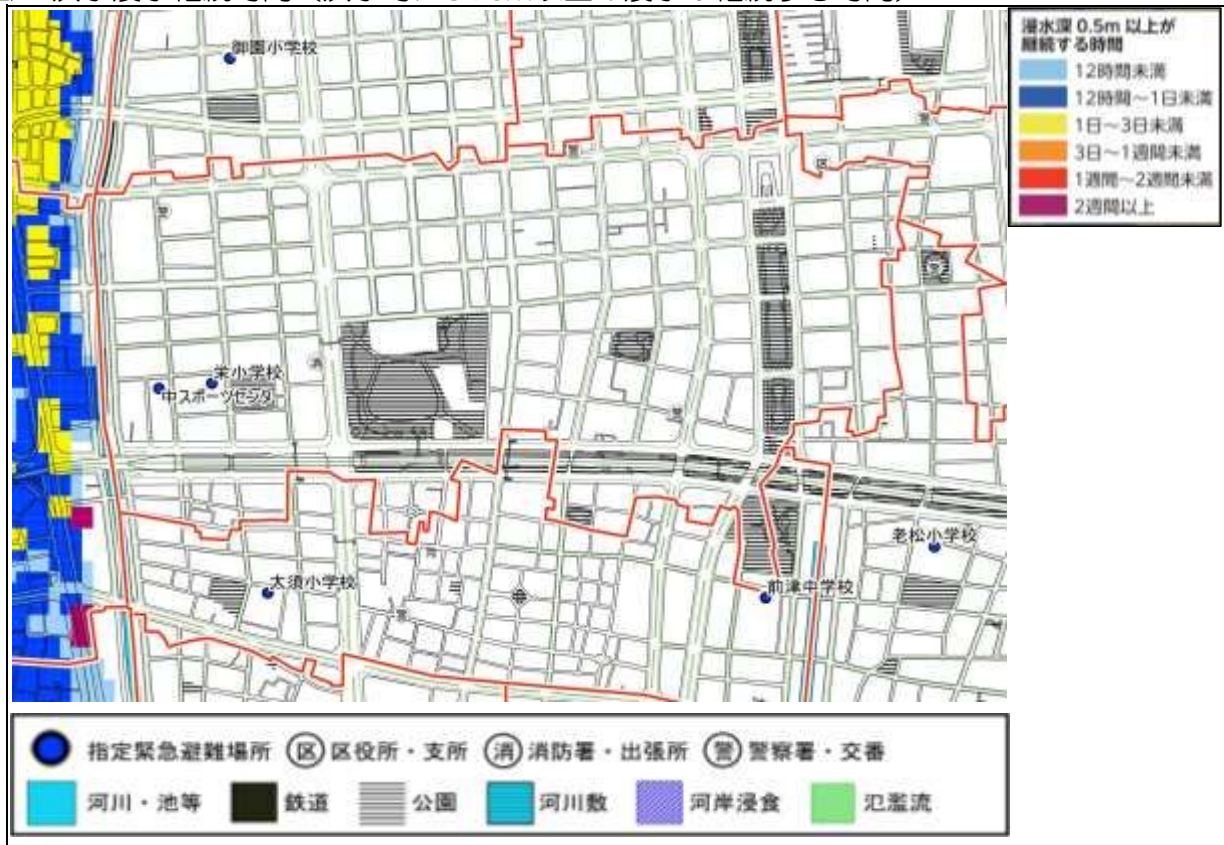 浸水深 0.5m 以上が
継続する時間
12時間未満
12時間～1日未満
1日～3日未満
3日～1週間未満
1週間～2週間未満
2週間以上
御園小学校
栄小学校
中スポーツセンター
大須小学校
老松小学校
前津中学校
指定緊急避難場所 区 区役所・支所 消 消防署・出張所 警 警察署・交番
河川・池等 鉄道 公園 河川敷 河岸浸食 氾濫流